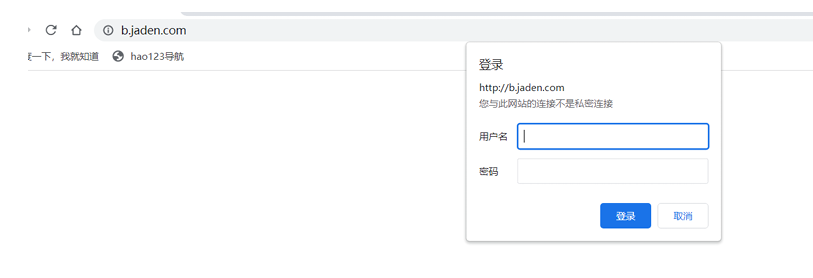 b.jaden.com
度一下，我就知道 hao123导航
登录
http://b.jaden.com
您与此网站的连接不是私密连接
用户名
密码
登录 取消